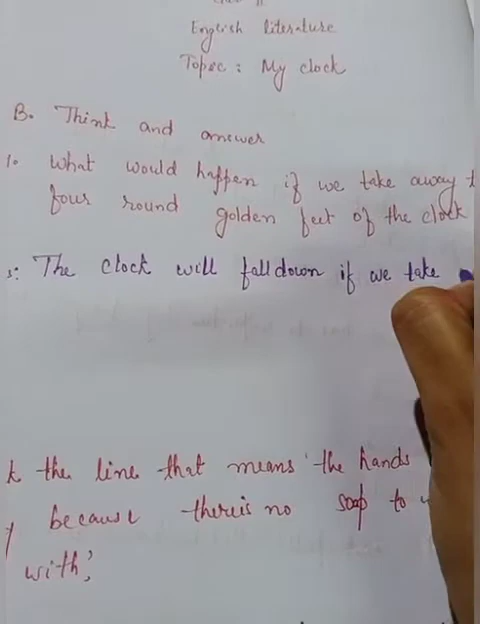 English literature
Topic : My clock
B. Think and answer
1. What would happen if we take away
four round golden feet of the clock
s: The clock will fall down if we take
the line that means 'the hands
because thereis no soap to
with'.